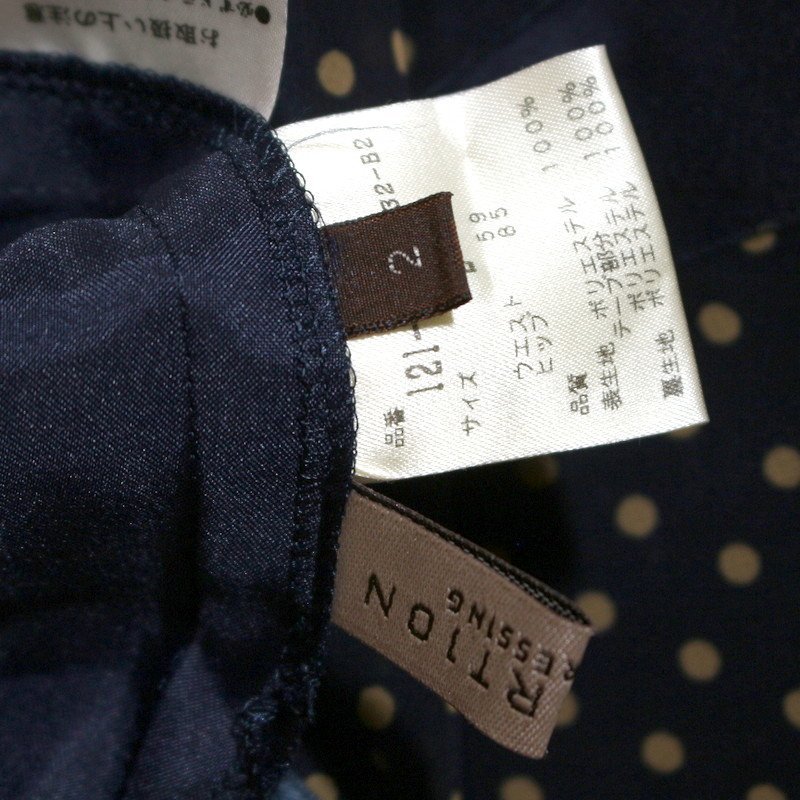 お取扱い上の注意
●必ず
品番 121- 32-B2
サイズ
ウエスト 59
ヒップ 85
品質
表生地 ポリエステル 100%
テープ部分
ポリエステル 100%
裏生地 ポリエステル 100%
2
RTION
RESSING